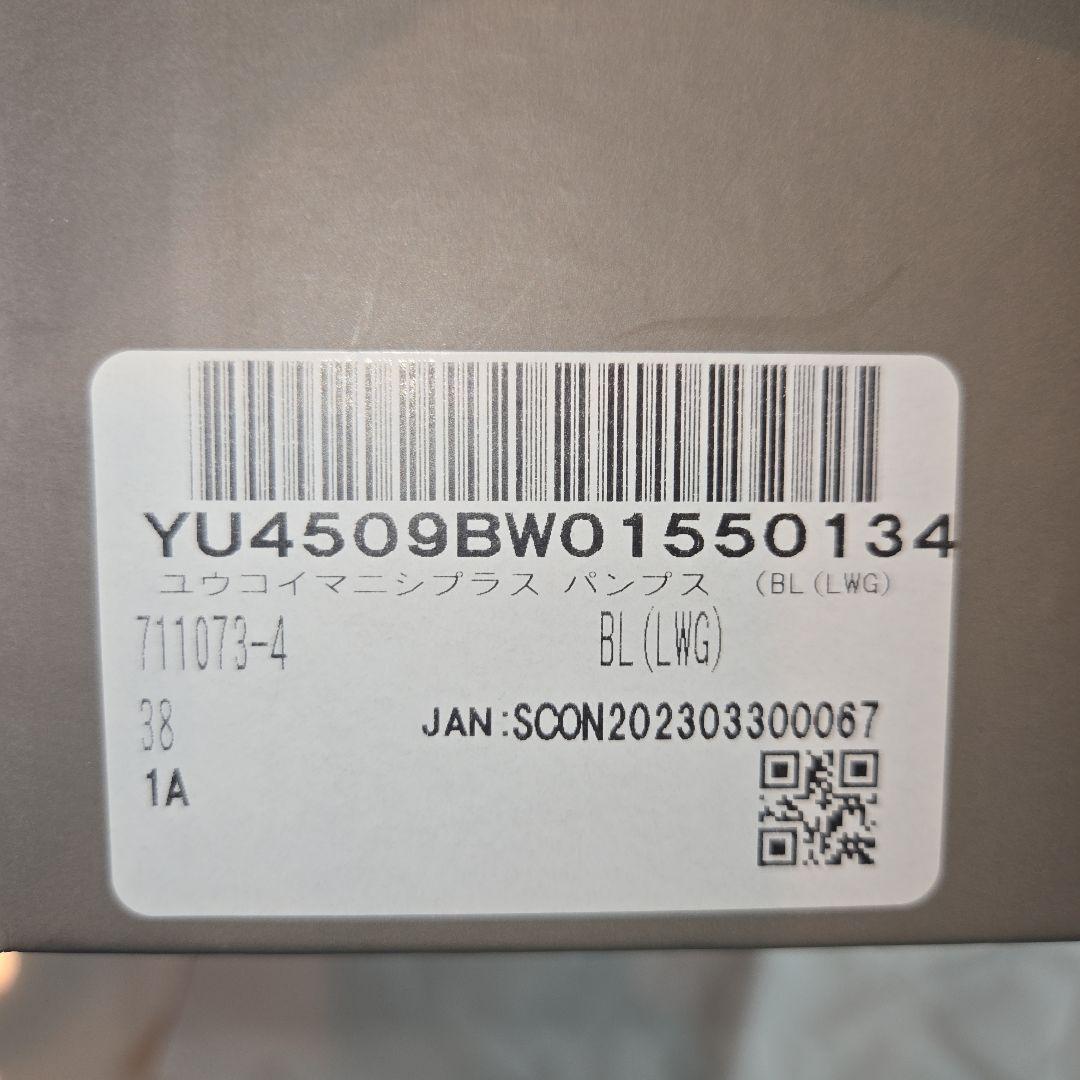 YU4509BW01550134
ユウコイマニシプラス パンプス (BL(LWG)
711073-4 BL(LWG)
38 JAN:SCON202303300067
1A